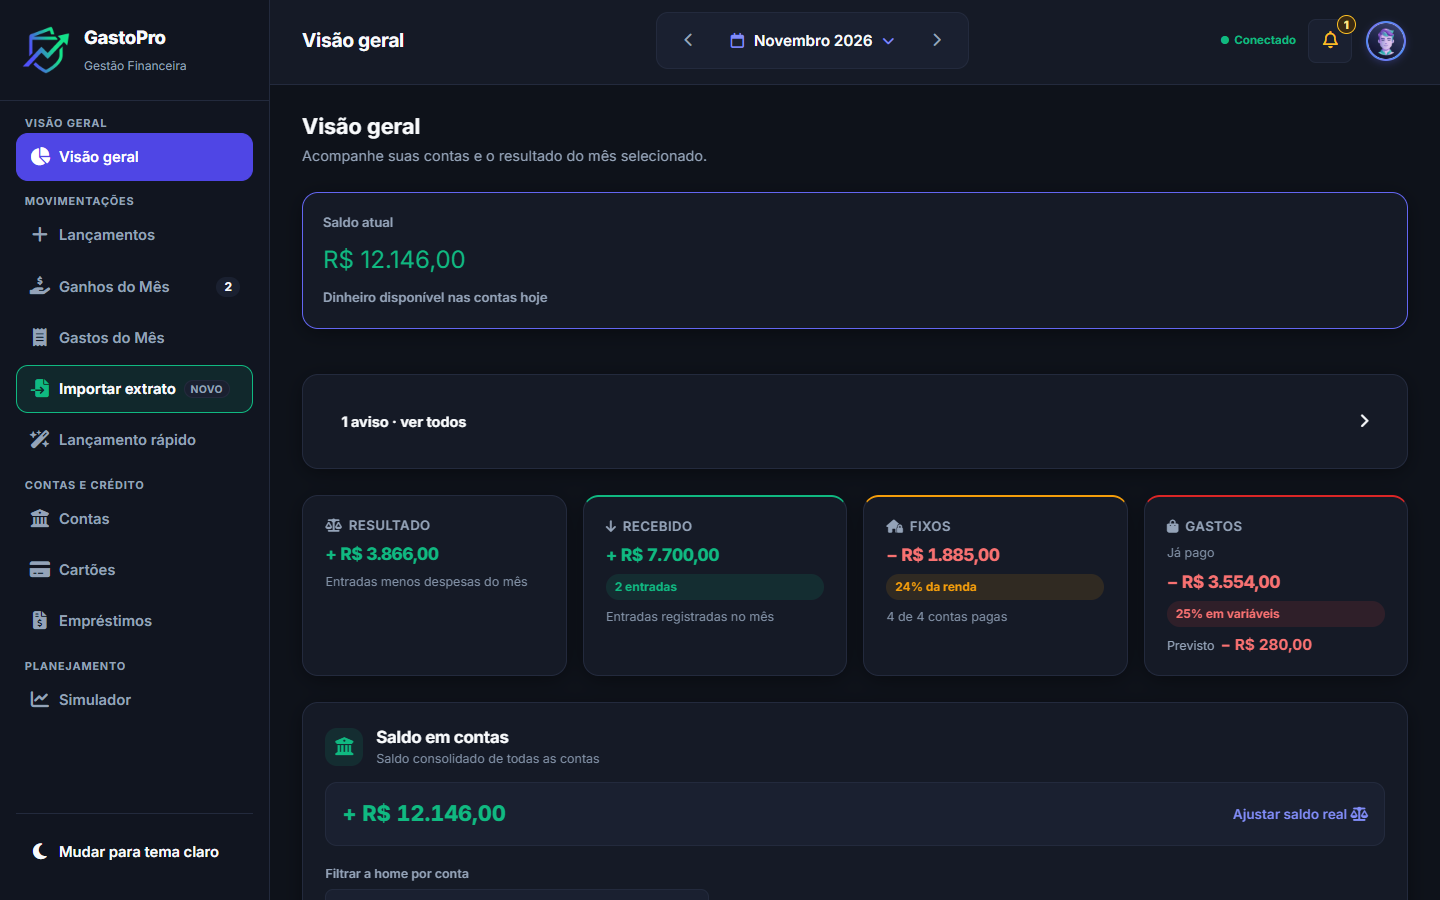 GastoPro
Gestão Financeira
VISÃO GERAL
Visão geral
MOVIMENTAÇÕES
Lançamentos
Ganhos do Mês 2
Gastos do Mês
Importar extrato NOVO
Lançamento rápido
CONTAS E CRÉDITO
Contas
Cartões
Empréstimos
PLANEJAMENTO
Simulador
Mudar para tema claro
Visão geral
Novembro 2026
Conectado
1
Visão geral
Acompanhe suas contas e o resultado do mês selecionado.
Saldo atual
R$ 12.146,00
Dinheiro disponível nas contas hoje
1 aviso · ver todos
RESULTADO
+ R$ 3.866,00
Entradas menos despesas do mês
RECEBIDO
+ R$ 7.700,00
2 entradas
Entradas registradas no mês
FIXOS
− R$ 1.885,00
24% da renda
4 de 4 contas pagas
GASTOS
Já pago
− R$ 3.554,00
25% em variáveis
Previsto − R$ 280,00
Saldo em contas
Saldo consolidado de todas as contas
+ R$ 12.146,00
Ajustar saldo real
Filtrar a home por conta